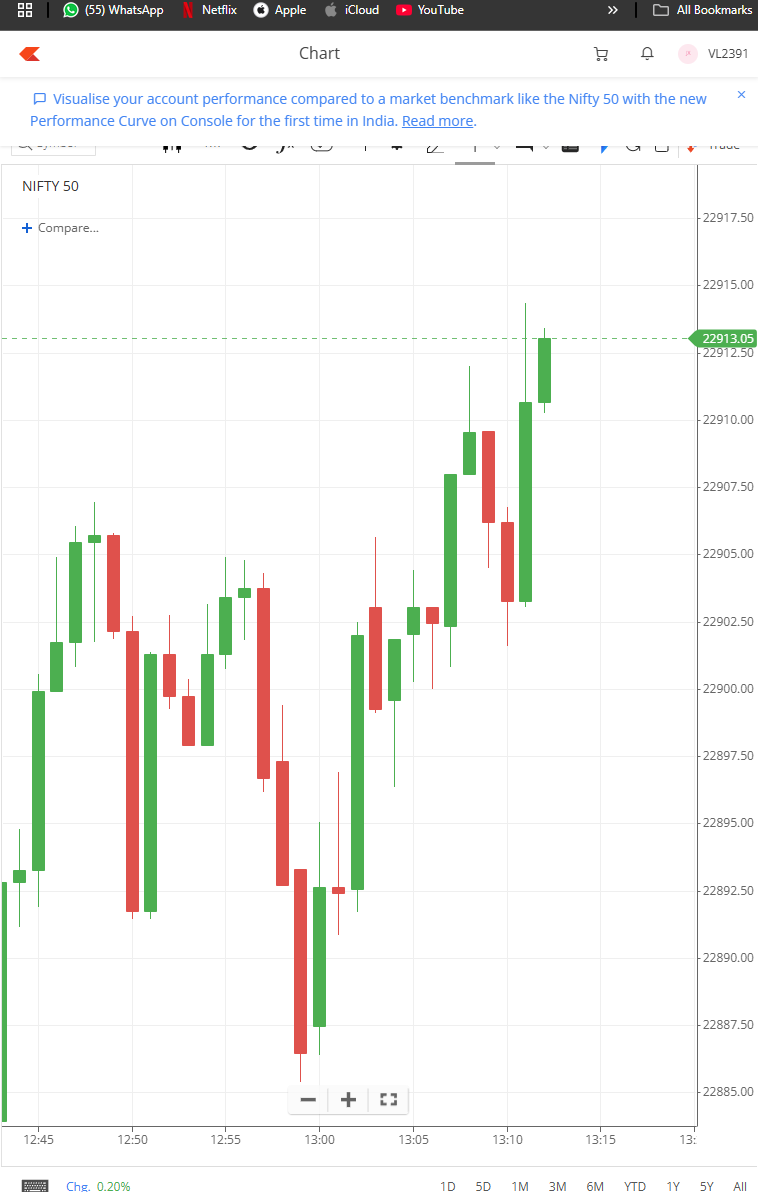 (55) WhatsApp Netflix Apple iCloud YouTube » All Bookmarks
Chart VL2391
Visualise your account performance compared to a market benchmark like the Nifty 50 with the new
Performance Curve on Console for the first time in India. Read more.
NIFTY 50
Compare...
22917.50
22915.00
22913.05
22912.50
22910.00
22907.50
22905.00
22902.50
22900.00
22897.50
22895.00
22892.50
22890.00
22887.50
22885.00
12:45 12:50 12:55 13:00 13:05 13:10 13:15 13:
Chg. 0.20% 1D 5D 1M 3M 6M YTD 1Y 5Y All